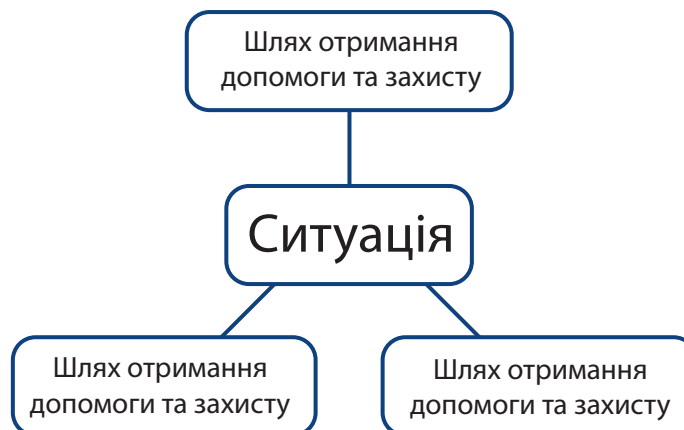 Шлях отримання
допомоги та захисту
Ситуація
Шлях отримання
допомоги та захисту
Шлях отримання
допомоги та захисту